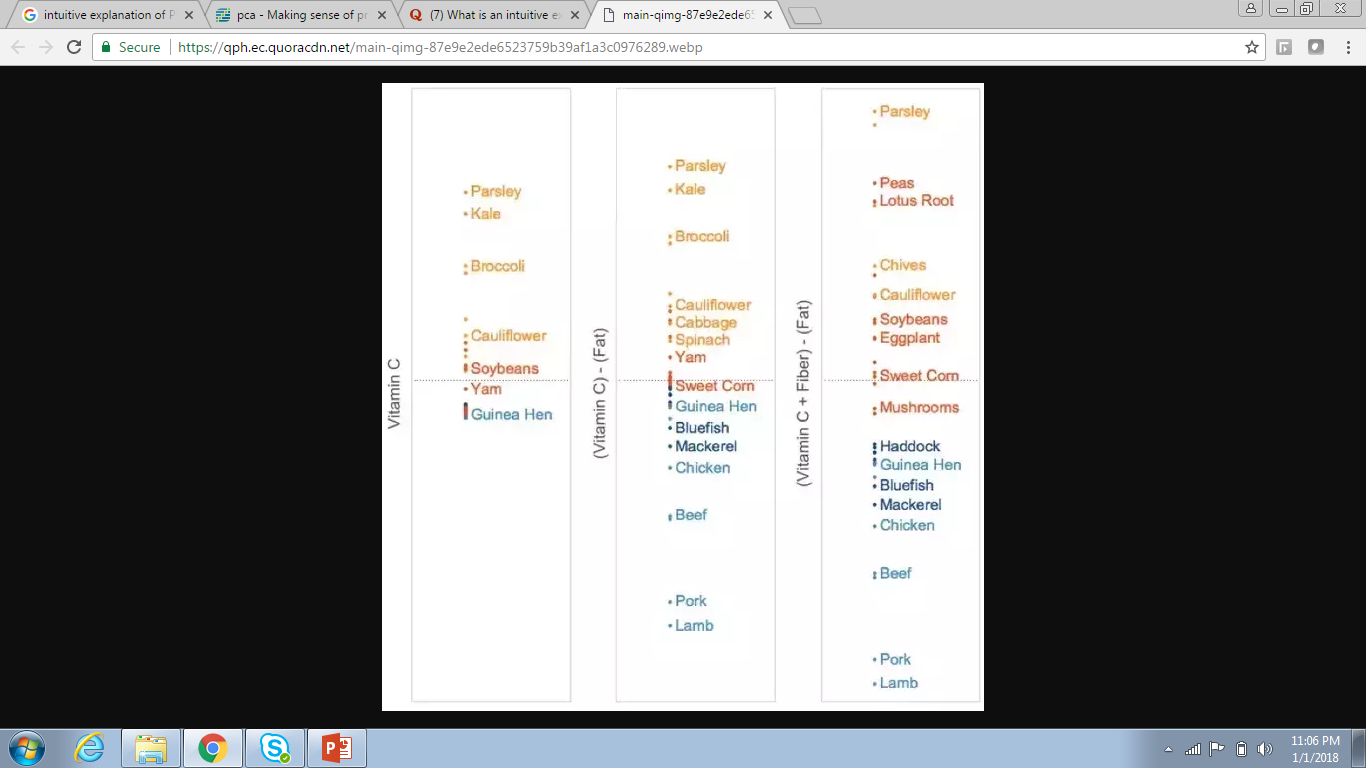 intuitive explanation of P
pca - Making sense of pr
(7) What is an intuitive ex
main-qimg-87e9e2ede65
Secure
https://qph.ec.quoracdn.net/main-qimg-87e9e2ede6523759b39af1a3c0976289.webp
Vitamin C
Parsley
Kale
Broccoli
Cauliflower
Soybeans
Yam
Guinea Hen
(Vitamin C) - (Fat)
Parsley
Kale
Broccoli
Cauliflower
Cabbage
Spinach
Yam
Sweet Corn
Guinea Hen
Bluefish
Mackerel
Chicken
Beef
Pork
Lamb
(Vitamin C + Fiber) - (Fat)
Parsley
Peas
Lotus Root
Chives
Cauliflower
Soybeans
Eggplant
Sweet Corn
Mushrooms
Haddock
Guinea Hen
Bluefish
Mackerel
Chicken
Beef
Pork
Lamb
11:06 PM
1/1/2018